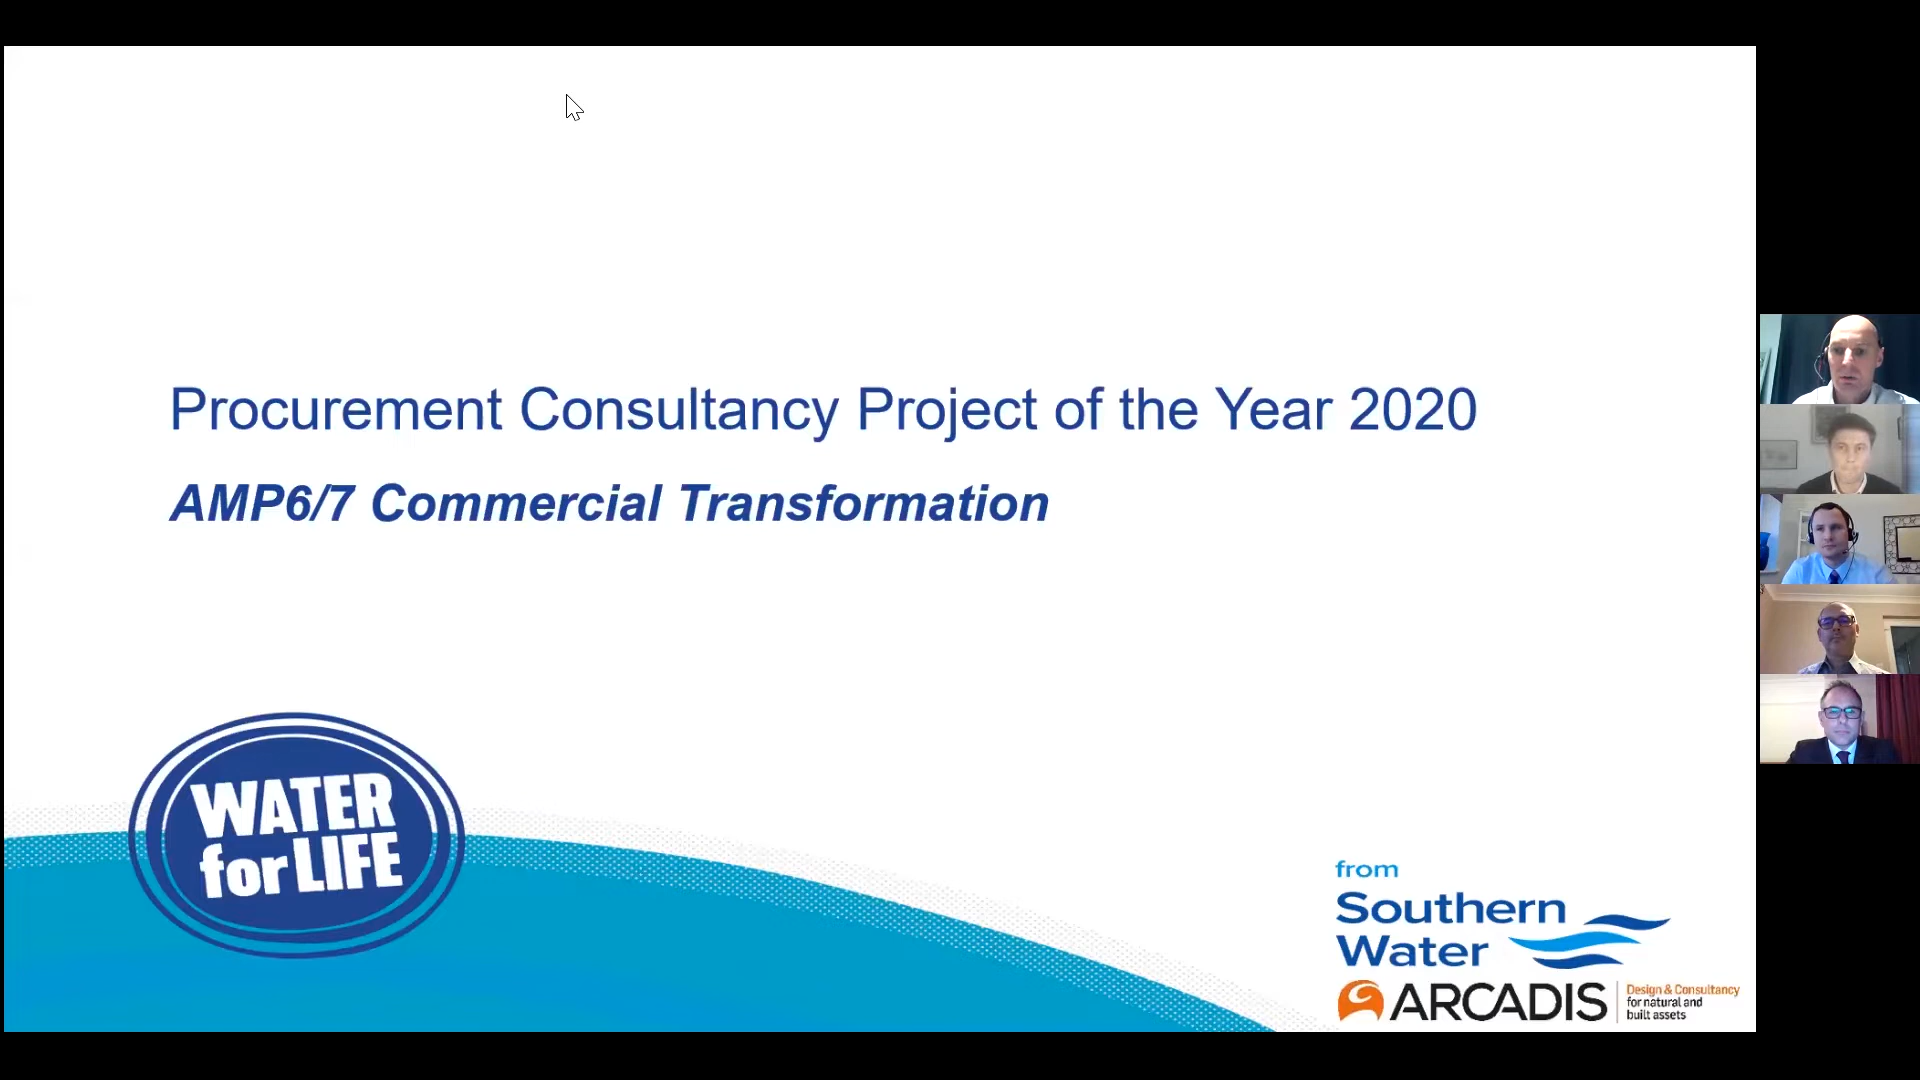 Procurement Consultancy Project of the Year 2020
AMP6/7 Commercial Transformation
WATER
for LIFE
from
Southern
Water
ARCADIS
Design & Consultancy
for natural and
built assets